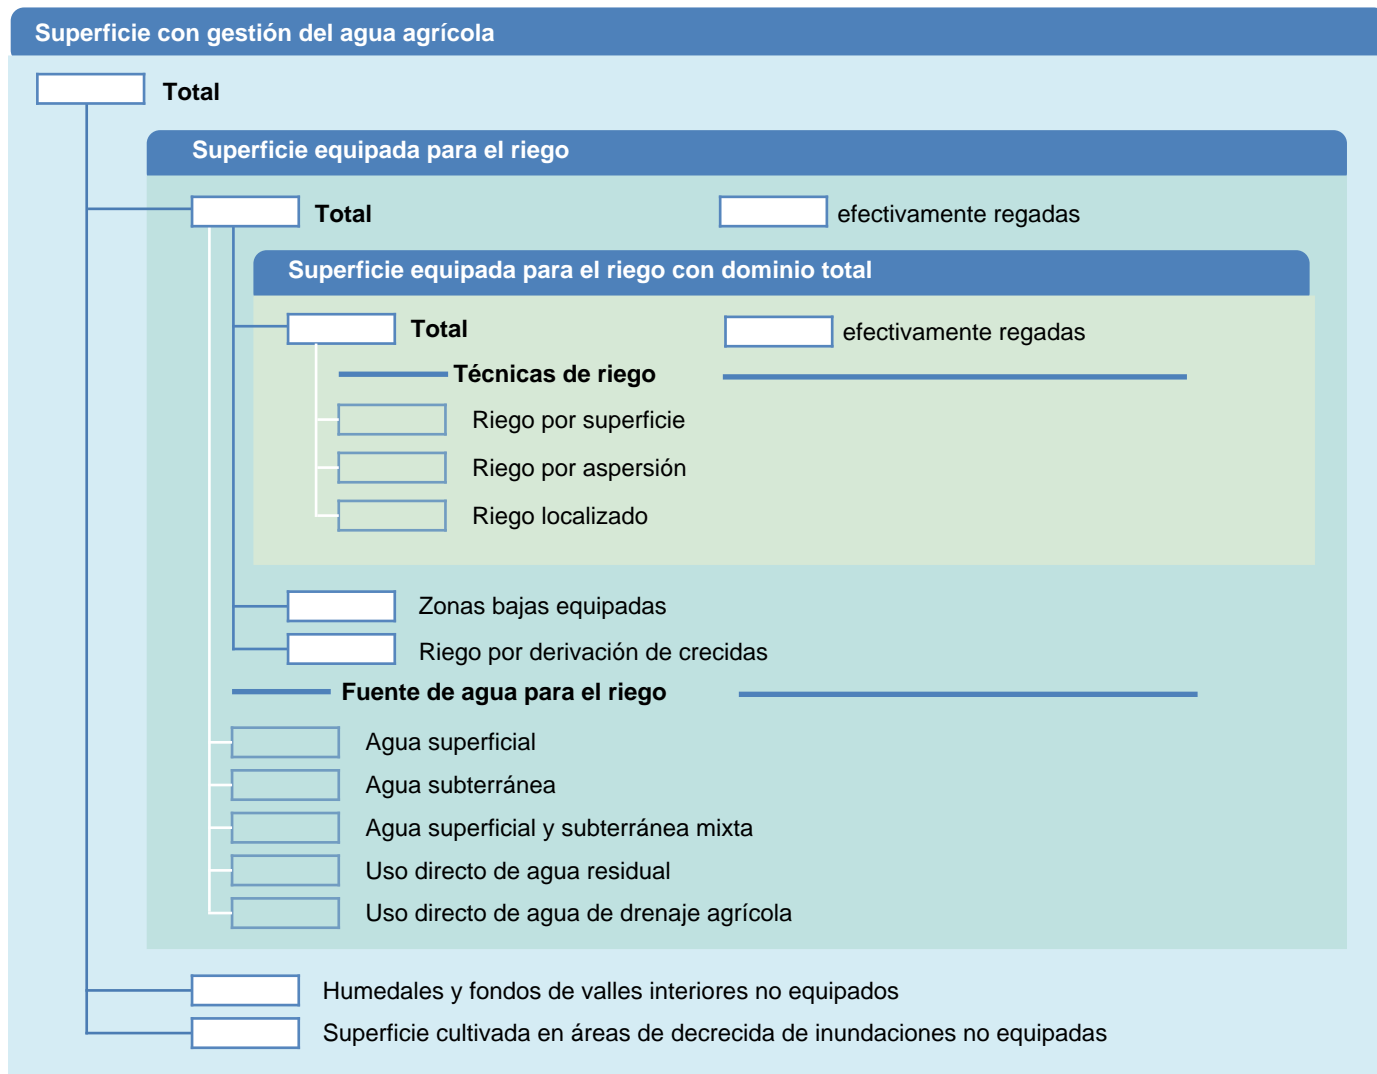 Superficie con gestión del agua agrícola
Total
Superficie equipada para el riego
Total efectivamente regadas
Superficie equipada para el riego con dominio total
Total efectivamente regadas
Técnicas de riego
Riego por superficie
Riego por aspersión
Riego localizado
Zonas bajas equipadas
Riego por derivación de crecidas
Fuente de agua para el riego
Agua superficial
Agua subterránea
Agua superficial y subterránea mixta
Uso directo de agua residual
Uso directo de agua de drenaje agrícola
Humedales y fondos de valles interiores no equipados
Superficie cultivada en áreas de decrecida de inundaciones no equipadas